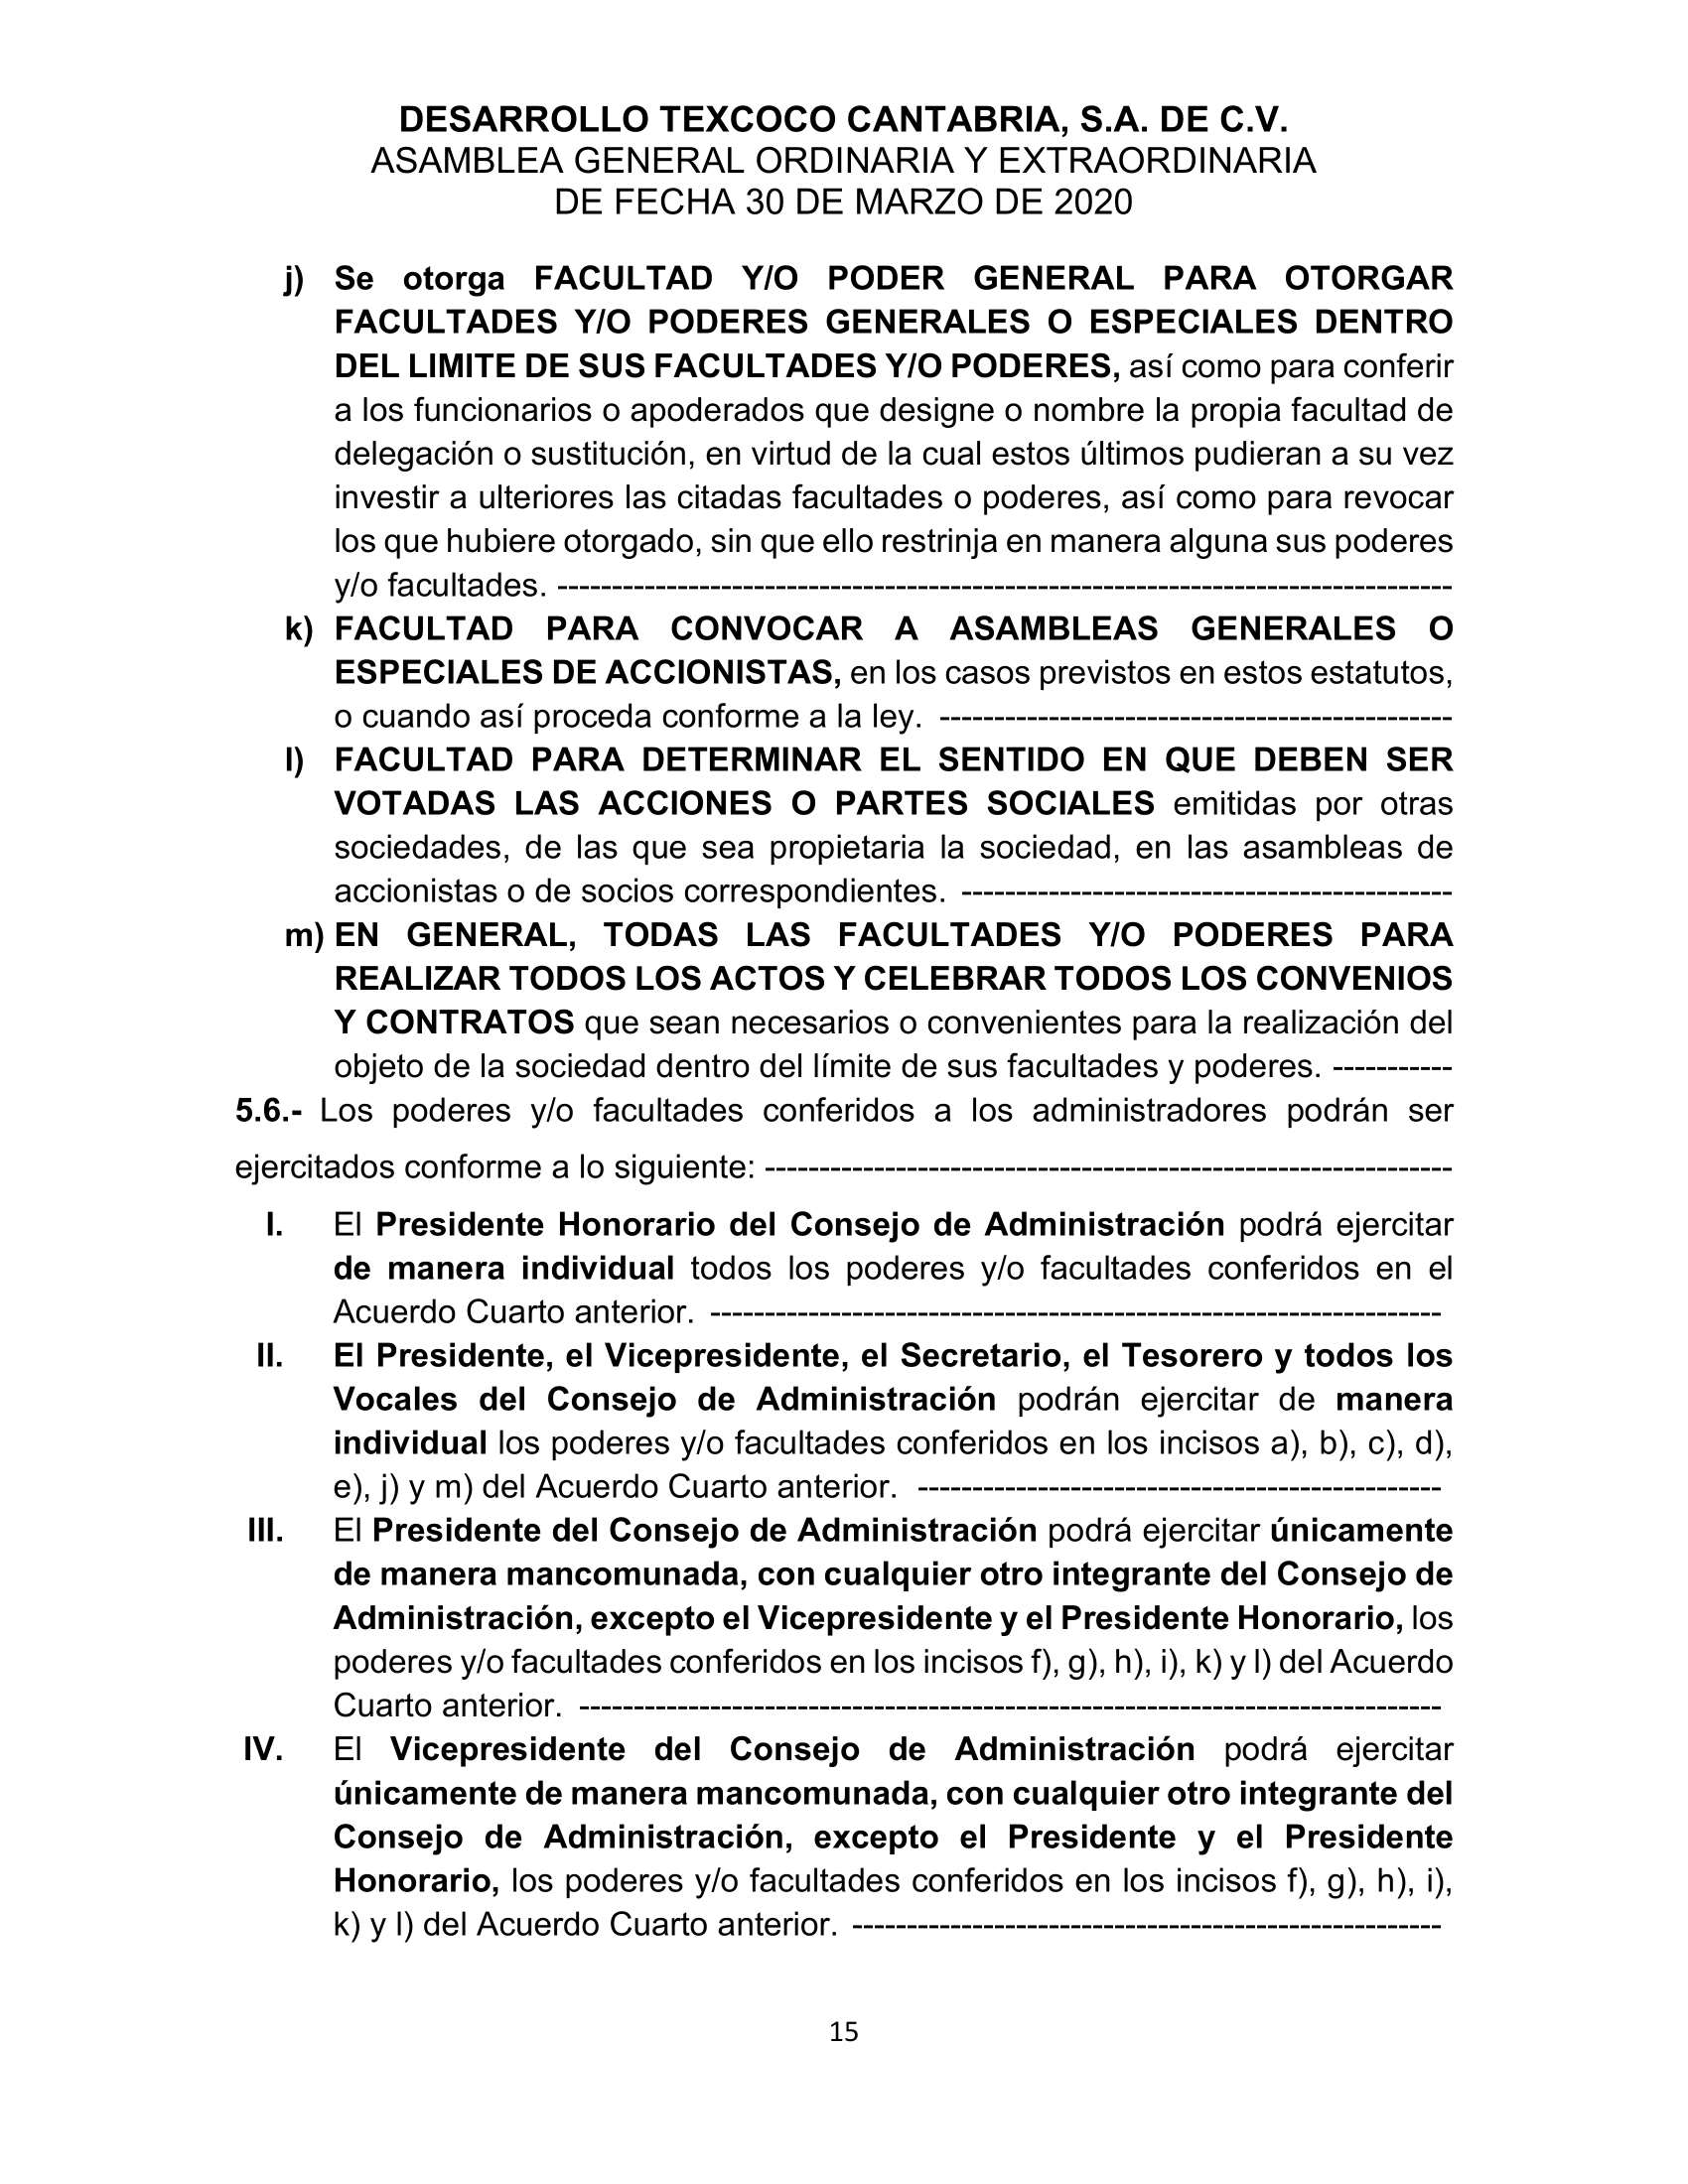 DESARROLLO TEXCOCO CANTABRIA, S.A. DE C.V.
ASAMBLEA GENERAL ORDINARIA Y EXTRAORDINARIA
DE FECHA 30 DE MARZO DE 2020
j) Se otorga FACULTAD Y/O PODER GENERAL PARA OTORGAR
FACULTADES Y/O PODERES GENERALES O ESPECIALES DENTRO
DEL LIMITE DE SUS FACULTADES Y/O PODERES, así como para conferir
a los funcionarios o apoderados que designe o nombre la propia facultad de
delegación o sustitución, en virtud de la cual estos últimos pudieran a su vez
investir a ulteriores las citadas facultades o poderes, así como para revocar
los que hubiere otorgado, sin que ello restrinja en manera alguna sus poderes
y/o facultades. ----------------------------------------------------------------------------------
k) FACULTAD PARA CONVOCAR A ASAMBLEAS GENERALES O
ESPECIALES DE ACCIONISTAS, en los casos previstos en estos estatutos,
o cuando así proceda conforme a la ley. -----------------------------------------------
l) FACULTAD PARA DETERMINAR EL SENTIDO EN QUE DEBEN SER
VOTADAS LAS ACCIONES O PARTES SOCIALES emitidas por otras
sociedades, de las que sea propietaria la sociedad, en las asambleas de
accionistas o de socios correspondientes. ---------------------------------------------
m) EN GENERAL, TODAS LAS FACULTADES Y/O PODERES PARA
REALIZAR TODOS LOS ACTOS Y CELEBRAR TODOS LOS CONVENIOS
Y CONTRATOS que sean necesarios o convenientes para la realización del
objeto de la sociedad dentro del límite de sus facultades y poderes. -----------
5.6.- Los poderes y/o facultades conferidos a los administradores podrán ser
ejercitados conforme a lo siguiente: ---------------------------------------------------------------
I. El Presidente Honorario del Consejo de Administración podrá ejercitar
de manera individual todos los poderes y/o facultades conferidos en el
Acuerdo Cuarto anterior. -------------------------------------------------------------------
II. El Presidente, el Vicepresidente, el Secretario, el Tesorero y todos los
Vocales del Consejo de Administración podrán ejercitar de manera
individual los poderes y/o facultades conferidos en los incisos a), b), c), d),
e), j) y m) del Acuerdo Cuarto anterior. ------------------------------------------------
III. El Presidente del Consejo de Administración podrá ejercitar únicamente
de manera mancomunada, con cualquier otro integrante del Consejo de
Administración, excepto el Vicepresidente y el Presidente Honorario, los
poderes y/o facultades conferidos en los incisos f), g), h), i), k) y l) del Acuerdo
Cuarto anterior. -------------------------------------------------------------------------------
IV. El Vicepresidente del Consejo de Administración podrá ejercitar
únicamente de manera mancomunada, con cualquier otro integrante del
Consejo de Administración, excepto el Presidente y el Presidente
Honorario, los poderes y/o facultades conferidos en los incisos f), g), h), i),
k) y l) del Acuerdo Cuarto anterior. ------------------------------------------------------
15